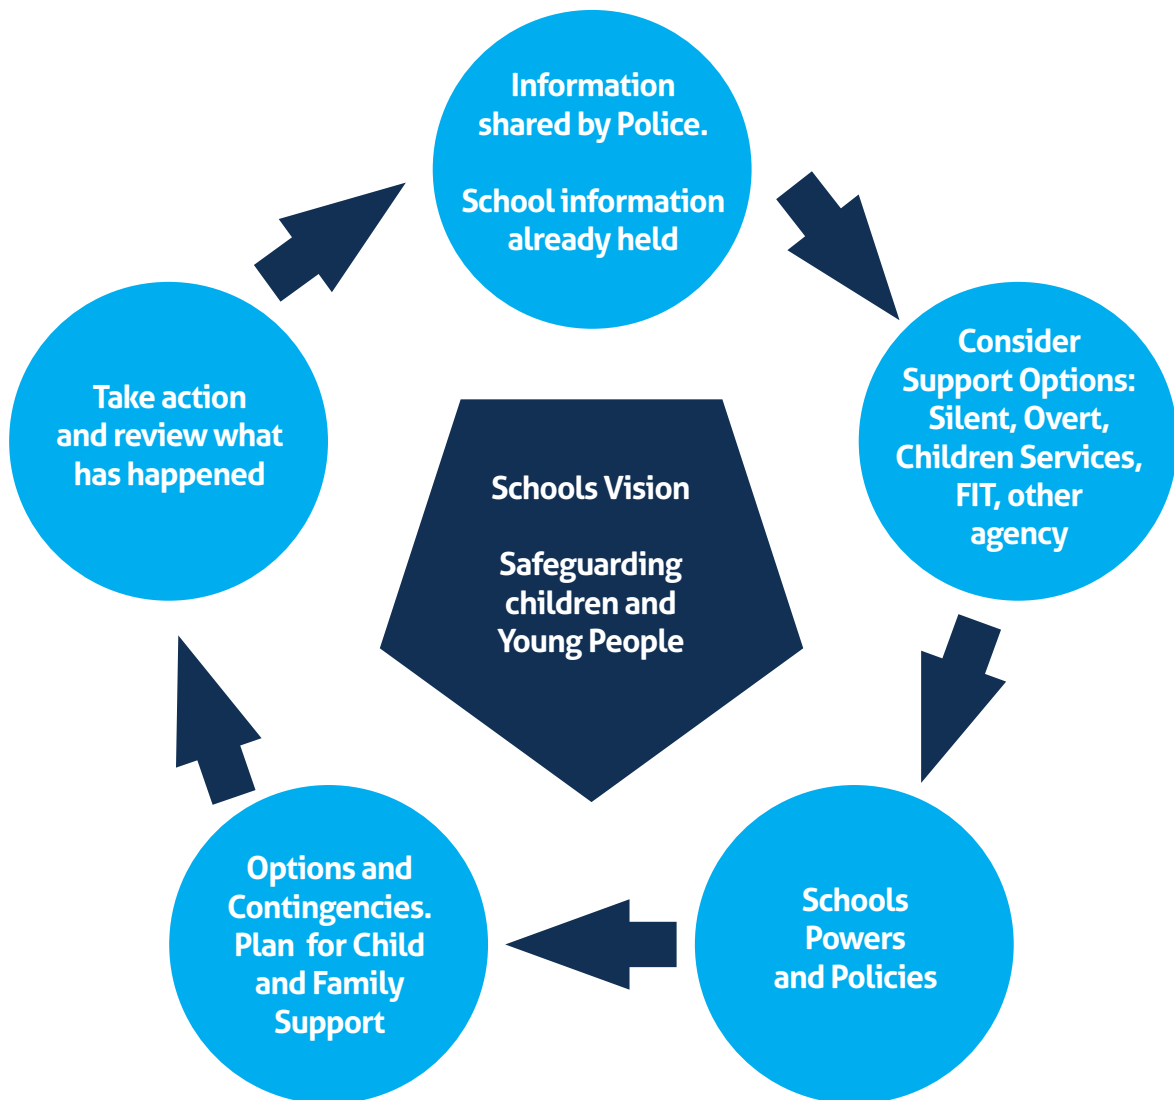 Information
shared by Police.
School information
already held
Consider
Support Options:
Silent, Overt,
Children Services,
FIT, other
agency
Schools
Powers
and Policies
Options and
Contingencies.
Plan  for Child
and Family
Support
Take action
and review what
has happened
Schools Vision
Safeguarding
children and
Young People